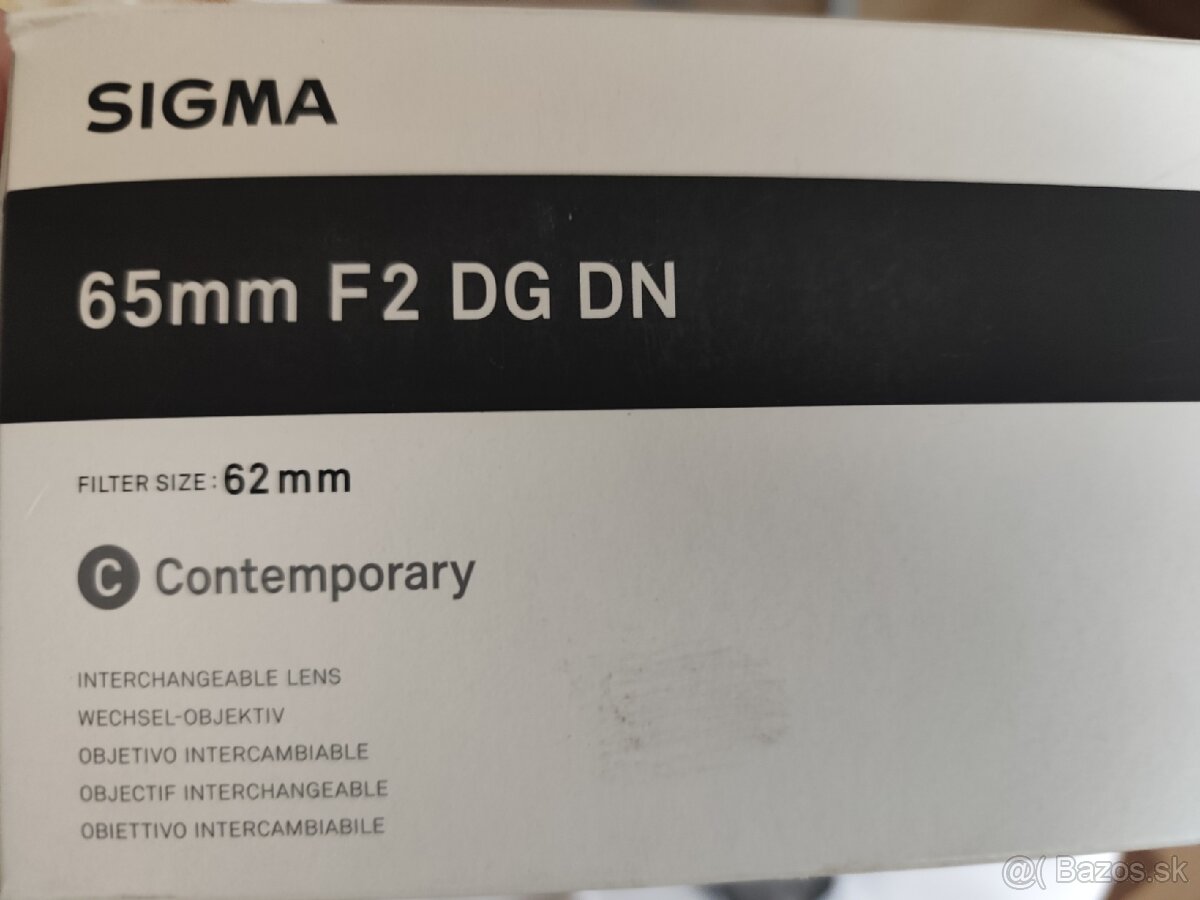 SIGMA
65mm F2 DG DN
FILTER SIZE: 62mm
C Contemporary
INTERCHANGEABLE LENS
WECHSEL-OBJEKTIV
OBJETIVO INTERCAMBIABLE
OBJECTIF INTERCHANGEABLE
OBIETTIVO INTERCAMBIABILE
@( Bazos.sk